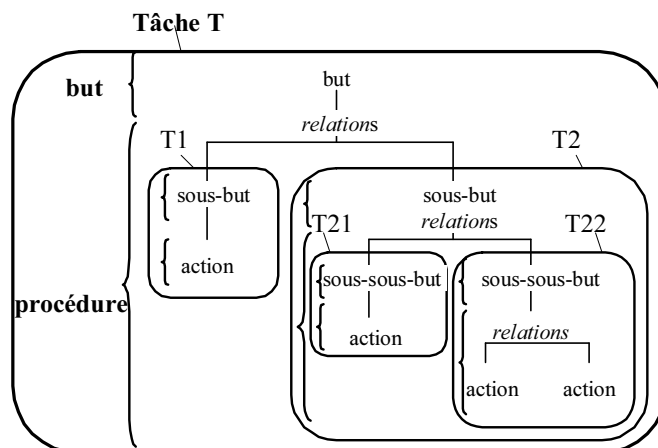 Tâche T
but
but
relations
T1
T2
sous-but
sous-but
relations
T21
T22
action
sous-sous-but
sous-sous-but
procédure
action
relations
action
action